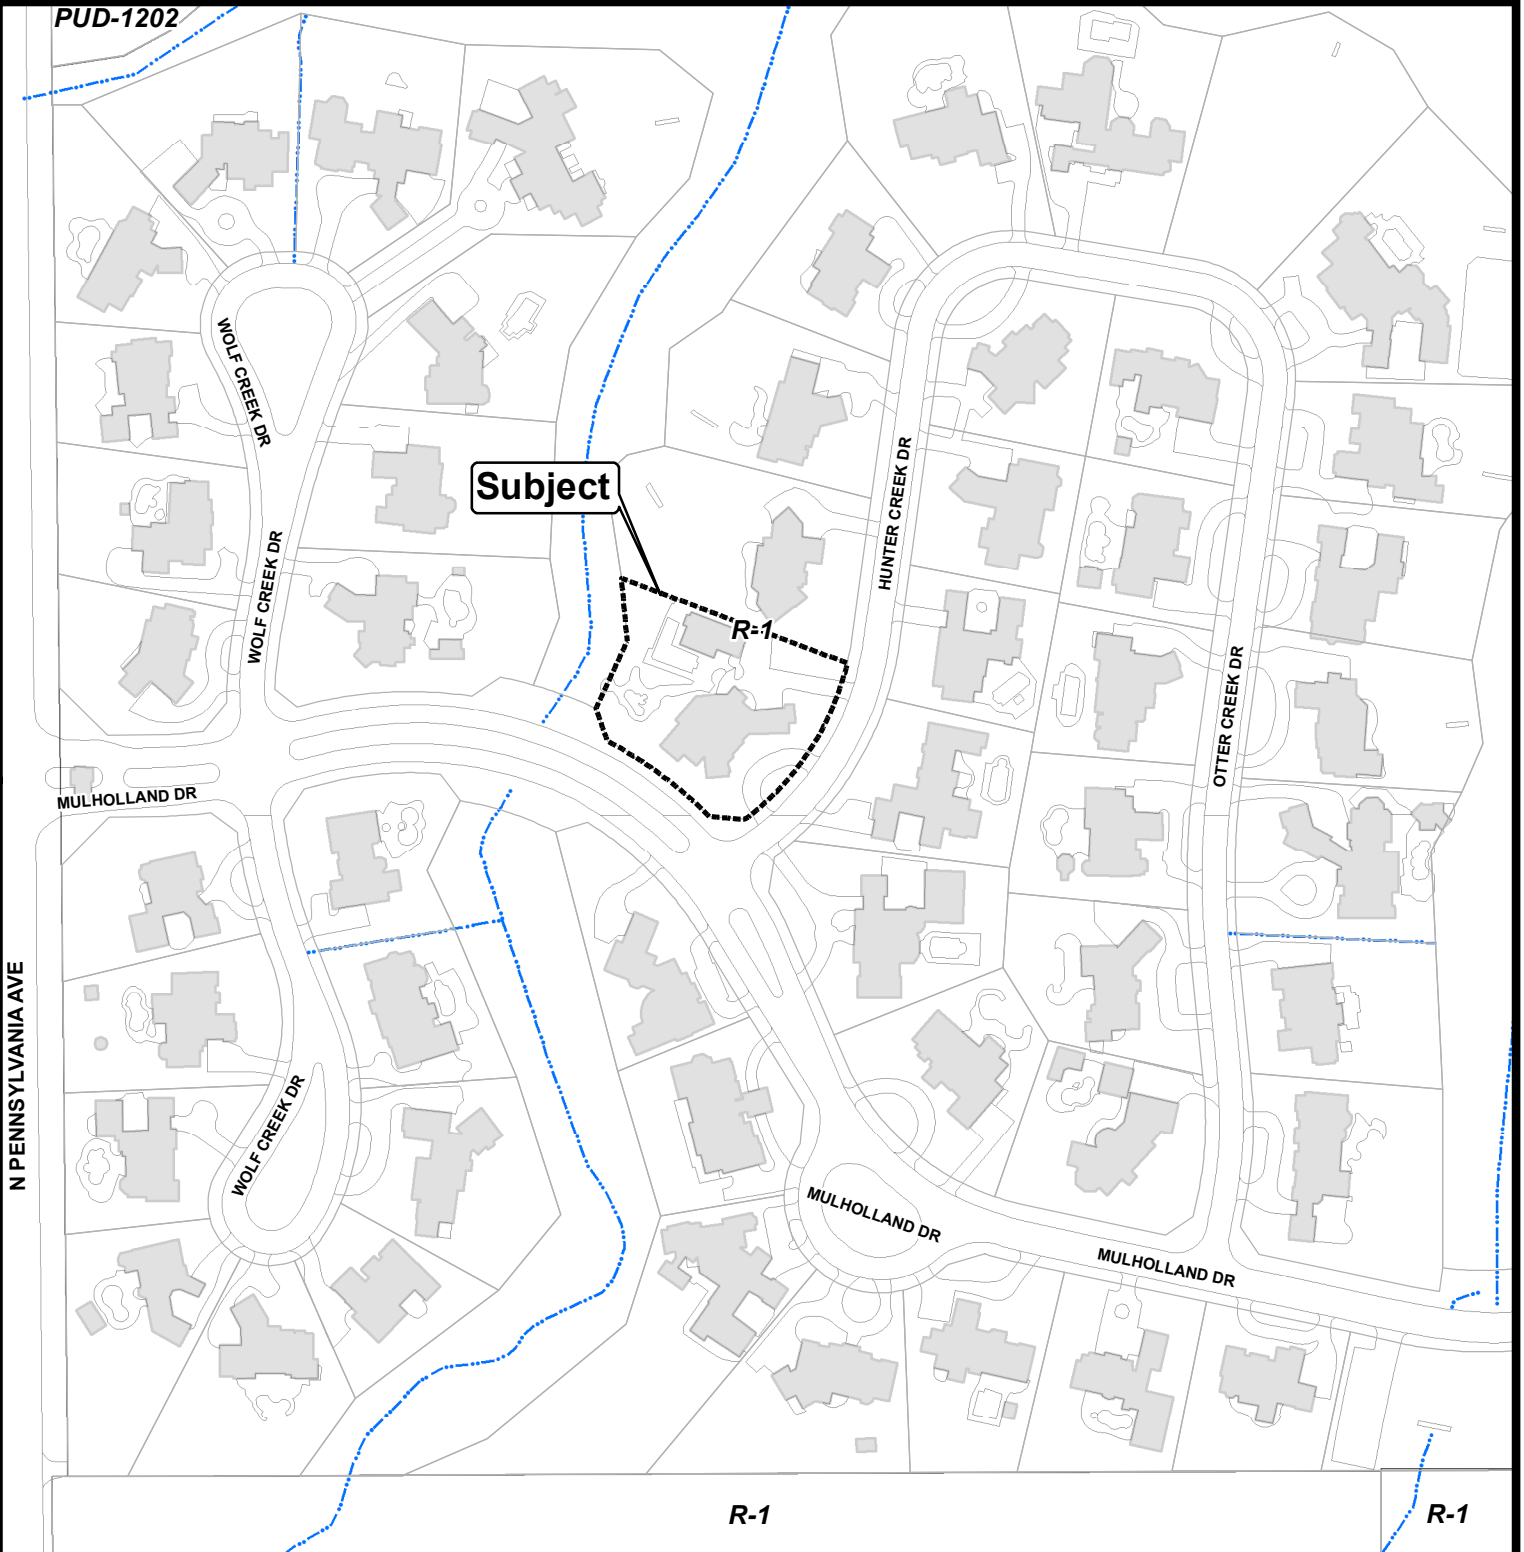 PUD-1202
WOLF CREEK DR
Subject
HUNTER CREEK DR
WOLF CREEK DR
R-1
OTTER CREEK DR
MULHOLLAND DR
N PENNSYLVANIA AVE
WOLF CREEK DR
MULHOLLAND DR
MULHOLLAND DR
R-1
R-1